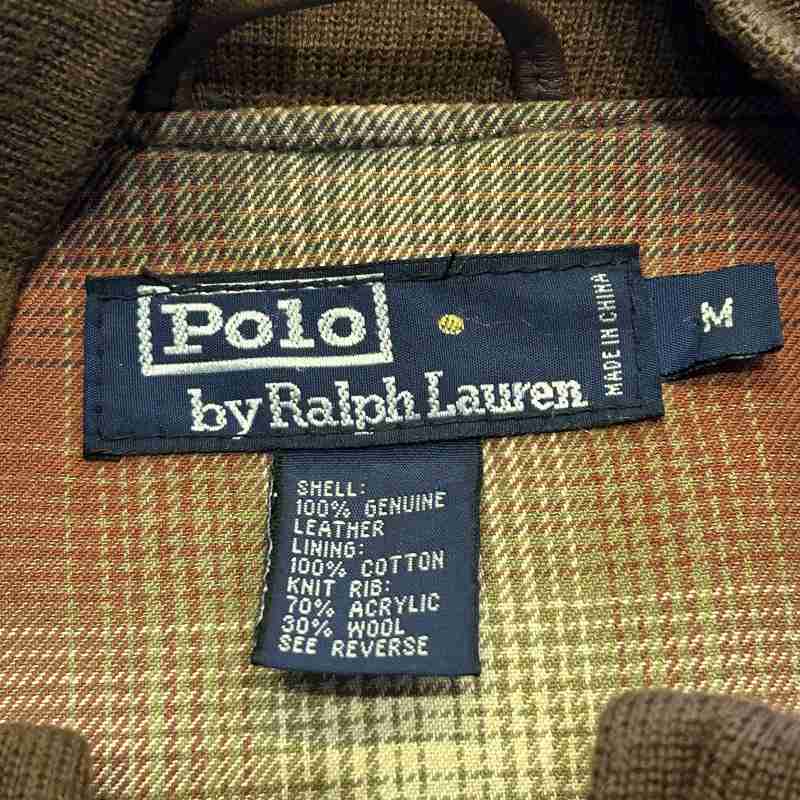 Polo
by Ralph Lauren
MADE IN CHINA
M
SHELL:
100% GENUINE
LEATHER
LINING:
100% COTTON
KNIT RIB:
70% ACRYLIC
30% WOOL
SEE REVERSE